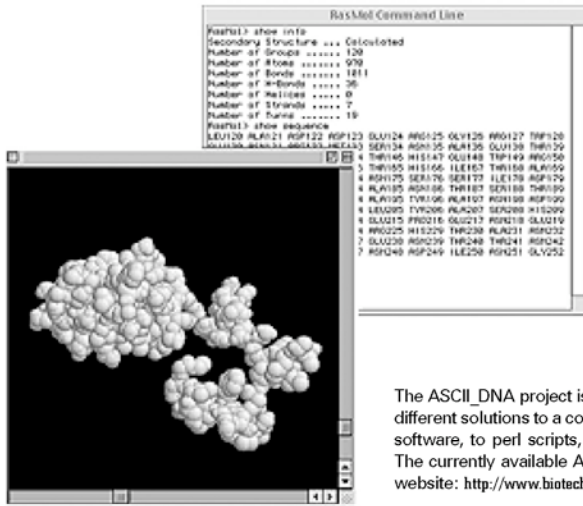 RasMol Command Line
RasMol> show info
Secondary Structure ... Calculated
Number of Groups ...... 120
Number of Atoms ....... 970
Number of Bonds ....... 1011
Number of H-Bonds ..... 36
Number of Helices ..... 0
Number of Strands ..... 7
Number of Turns ....... 19
RasMol> show sequence
LEU120 ALA121 ASP122 ASP123 GLU124 ARG125 GLY126 ARG127 TRP128
SER134 ASN135 ALA136 GLU138 THR139
THR146 HIS147 GLU148 TRP149 ARG150
THR165 HIS166 ILE167 THR168 ALA169
ASN175 SER176 SER177 ILE178 ASP179
ALA185 ASN186 THR187 SER188 THR189
ALA195 TYR196 ALA197 ASN198 ASP199
LEU205 TYR206 ALA207 SER208 HIS209
GLU215 PRO216 GLU217 ASN218 GLU219
ARG225 HIS229 THR230 ALA231 ASN232
GLU238 ASN239 THR240 THR241 ASN242
ASN248 ASP249 ILE250 ASN251 GLY252
The ASCII_DNA project is
different solutions to a co
software, to perl scripts,
The currently available A
website: http://www.biotech